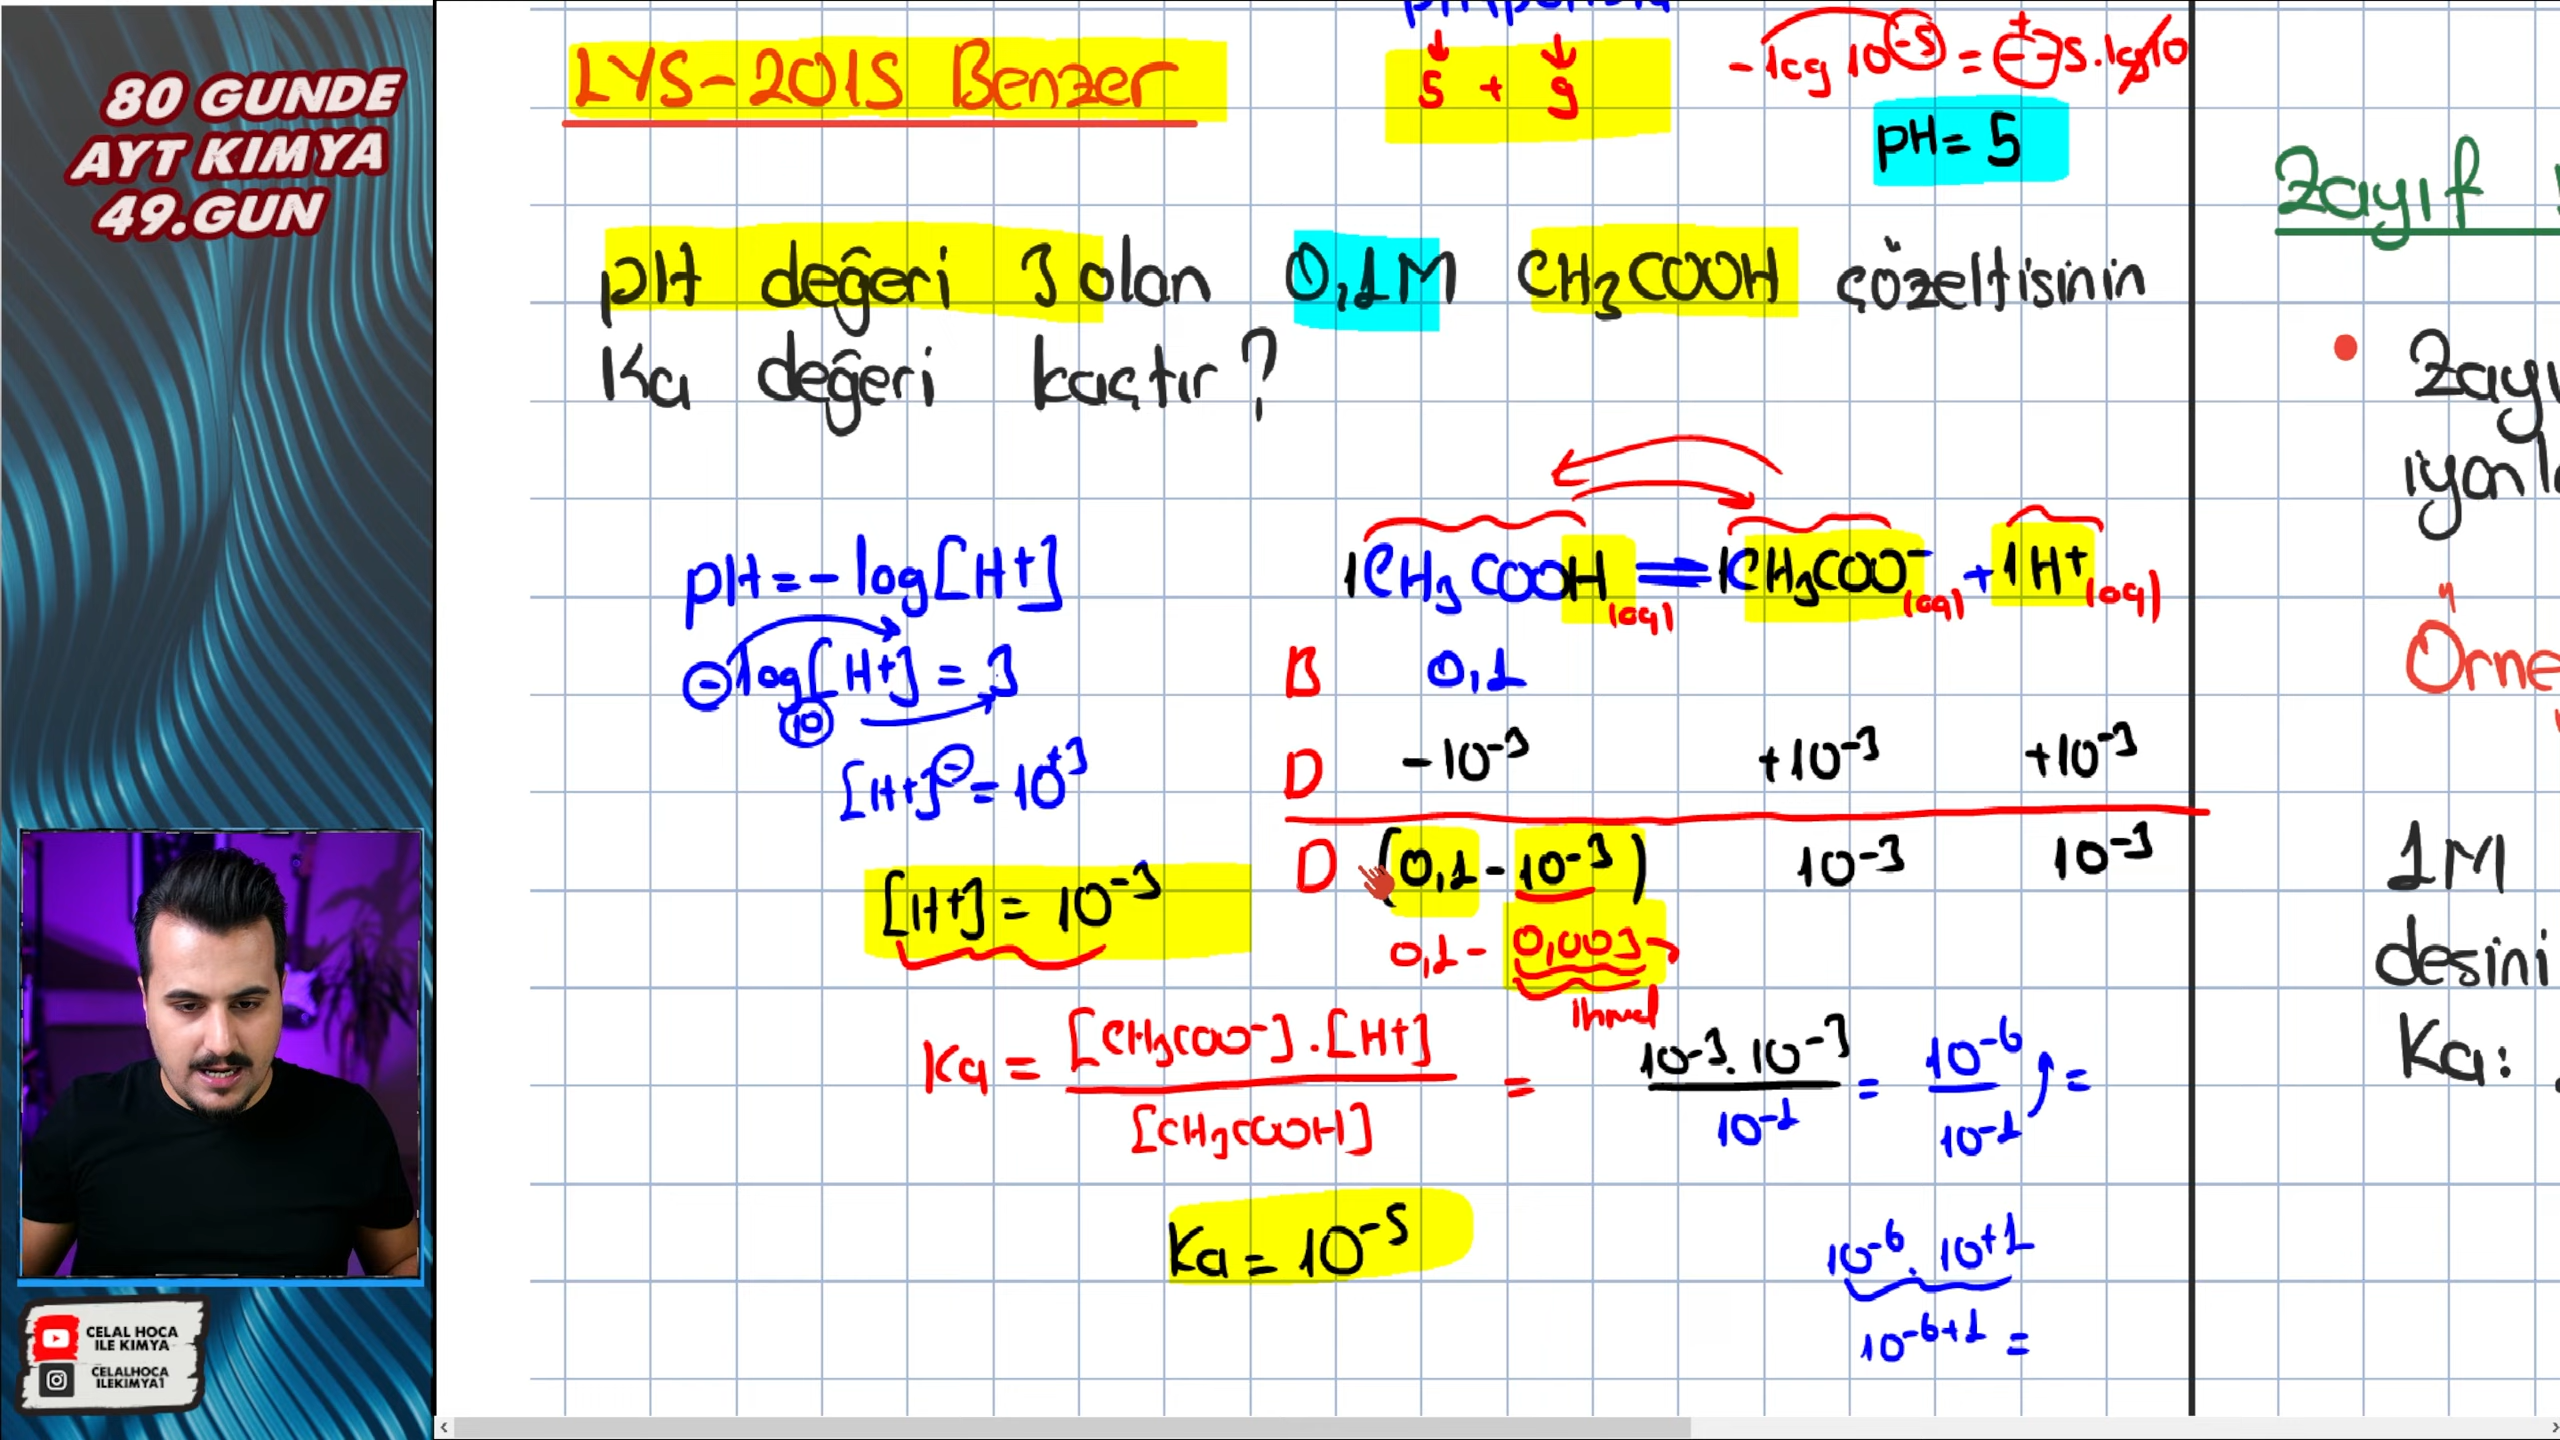 80 GUNDE
AYT KIMYA
49.GUN
CELAL HOCA
ILE KIMYA
CELALHOCA
ILEKIMYA1
LYS-2015 Benzer
5 + 9
-log 10^-5 = -(-)5.log10
pH= 5
pH değeri 3 olan 0,1M CH3COOH çözeltisinin
Ka değeri kaçtır?
pH = - log[H+]
- log[H+] = 3
10
[H+]^- = 10^+3
[H+] = 10^-3
1CH3COOH(aq) ⇌ 1CH3COO-(aq) + 1H+(aq)
B 0,1
D -10^-3 +10^-3 +10^-3
D (0,1 - 10^-3) 10^-3 10^-3
0,1 - 0,003
ihmal
Ka = [CH3COO-].[H+] / [CH3COOH] = 10^-3.10^-3 / 10^-1 = 10^-6 / 10^-1 =
Ka = 10^-5
10^-6 . 10^+1
10^-6+1 =
Zayıf
Örne
1M
desini
Ka: